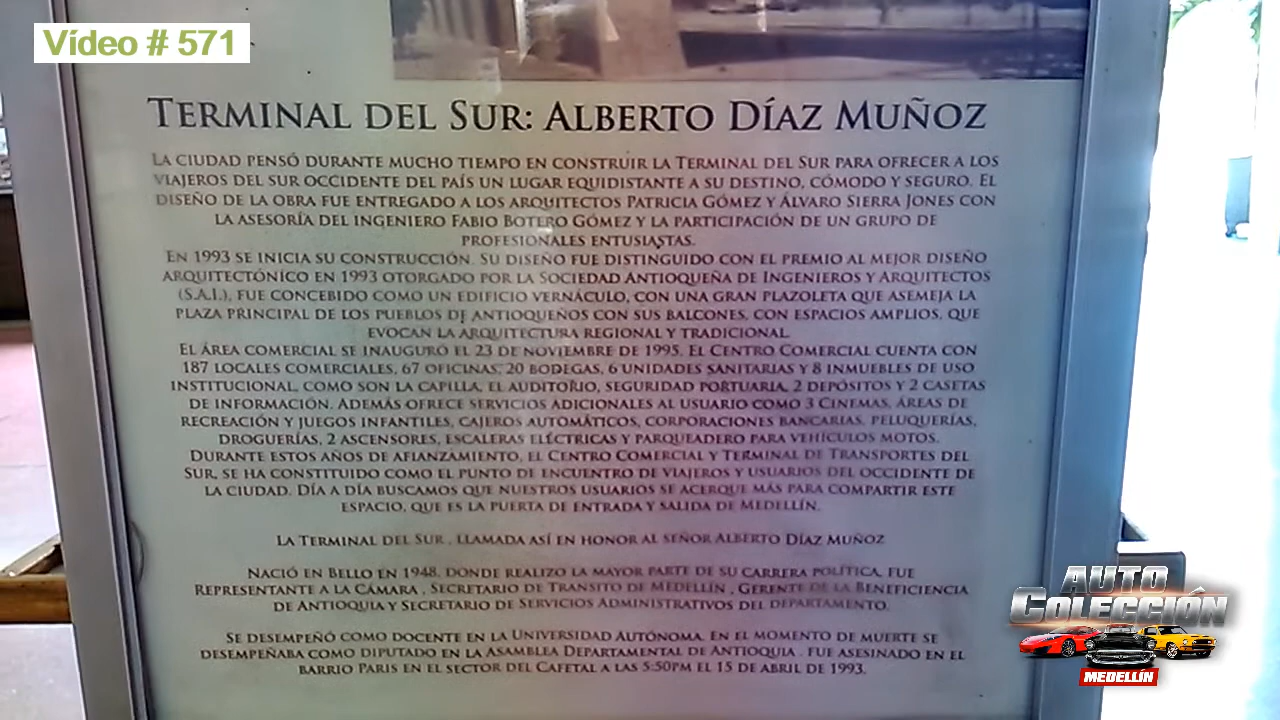 Vídeo # 571
TERMINAL DEL SUR: ALBERTO DÍAZ MUÑOZ
LA CIUDAD PENSÓ DURANTE MUCHO TIEMPO EN CONSTRUIR LA TERMINAL DEL SUR PARA OFRECER A LOS
VIAJEROS DEL SUR OCCIDENTE DEL PAÍS UN LUGAR EQUIDISTANTE A SU DESTINO, CÓMODO Y SEGURO. EL
DISEÑO DE LA OBRA FUE ENTREGADO A LOS ARQUITECTOS PATRICIA GÓMEZ Y ÁLVARO SIERRA JONES CON
LA ASESORÍA DEL INGENIERO FABIO BOTERO GÓMEZ Y LA PARTICIPACIÓN DE UN GRUPO DE
PROFESIONALES ENTUSIASTAS.
EN 1993 SE INICIA SU CONSTRUCCIÓN. SU DISEÑO FUE DISTINGUIDO CON EL PREMIO AL MEJOR DISEÑO
ARQUITECTÓNICO EN 1993 OTORGADO POR LA SOCIEDAD ANTIOQUEÑA DE INGENIEROS Y ARQUITECTOS
(S.A.I.), FUE CONCEBIDO COMO UN EDIFICIO VERNÁCULO, CON UNA GRAN PLAZOLETA QUE ASEMEJA LA
PLAZA PRINCIPAL DE LOS PUEBLOS DE ANTIOQUEÑOS CON SUS BALCONES, CON ESPACIOS AMPLIOS, QUE
EVOCAN LA ARQUITECTURA REGIONAL Y TRADICIONAL.
EL ÁREA COMERCIAL SE INAUGURÓ EL 23 DE NOVIEMBRE DE 1995. EL CENTRO COMERCIAL CUENTA CON
187 LOCALES COMERCIALES, 67 OFICINAS, 20 BODEGAS, 6 UNIDADES SANITARIAS Y 8 INMUEBLES DE USO
INSTITUCIONAL, COMO SON LA CAPILLA, EL AUDITORIO, SEGURIDAD PORTUARIA, 2 DEPÓSITOS Y 2 CASETAS
DE INFORMACIÓN. ADEMÁS OFRECE SERVICIOS ADICIONALES AL USUARIO COMO 3 CINEMAS, ÁREAS DE
RECREACIÓN Y JUEGOS INFANTILES, CAJEROS AUTOMÁTICOS, CORPORACIONES BANCARIAS, PELUQUERÍAS,
DROGUERÍAS, 2 ASCENSORES, ESCALERAS ELÉCTRICAS Y PARQUEADERO PARA VEHÍCULOS MOTOS.
DURANTE ESTOS AÑOS DE AFIANZAMIENTO, EL CENTRO COMERCIAL Y TERMINAL DE TRANSPORTES DEL
SUR, SE HA CONSTITUIDO COMO EL PUNTO DE ENCUENTRO DE VIAJEROS Y USUARIOS DEL OCCIDENTE DE
LA CIUDAD. DÍA A DÍA BUSCAMOS QUE NUESTROS USUARIOS SE ACERQUE MÁS PARA COMPARTIR ESTE
ESPACIO, QUE ES LA PUERTA DE ENTRADA Y SALIDA DE MEDELLÍN.
LA TERMINAL DEL SUR , LLAMADA ASÍ EN HONOR AL SEÑOR ALBERTO DÍAZ MUÑOZ
NACIÓ EN BELLO EN 1948, DONDE REALIZO LA MAYOR PARTE DE SU CARRERA POLÍTICA, FUE
REPRESENTANTE A LA CÁMARA , SECRETARIO DE TRANSITO DE MEDELLÍN , GERENTE DE LA BENEFICIENCIA
DE ANTIOQUIA Y SECRETARIO DE SERVICIOS ADMINISTRATIVOS DEL DEPARTAMENTO.
SE DESEMPEÑÓ COMO DOCENTE EN LA UNIVERSIDAD AUTÓNOMA. EN EL MOMENTO DE MUERTE SE
DESEMPEÑABA COMO DIPUTADO EN LA ASAMBLEA DEPARTAMENTAL DE ANTIOQUIA . FUE ASESINADO EN EL
BARRIO PARIS EN EL SECTOR DEL CAFETAL A LAS 5:50PM EL 15 DE ABRIL DE 1993.
AUTO
COLECCIÓN
MEDELLÍN